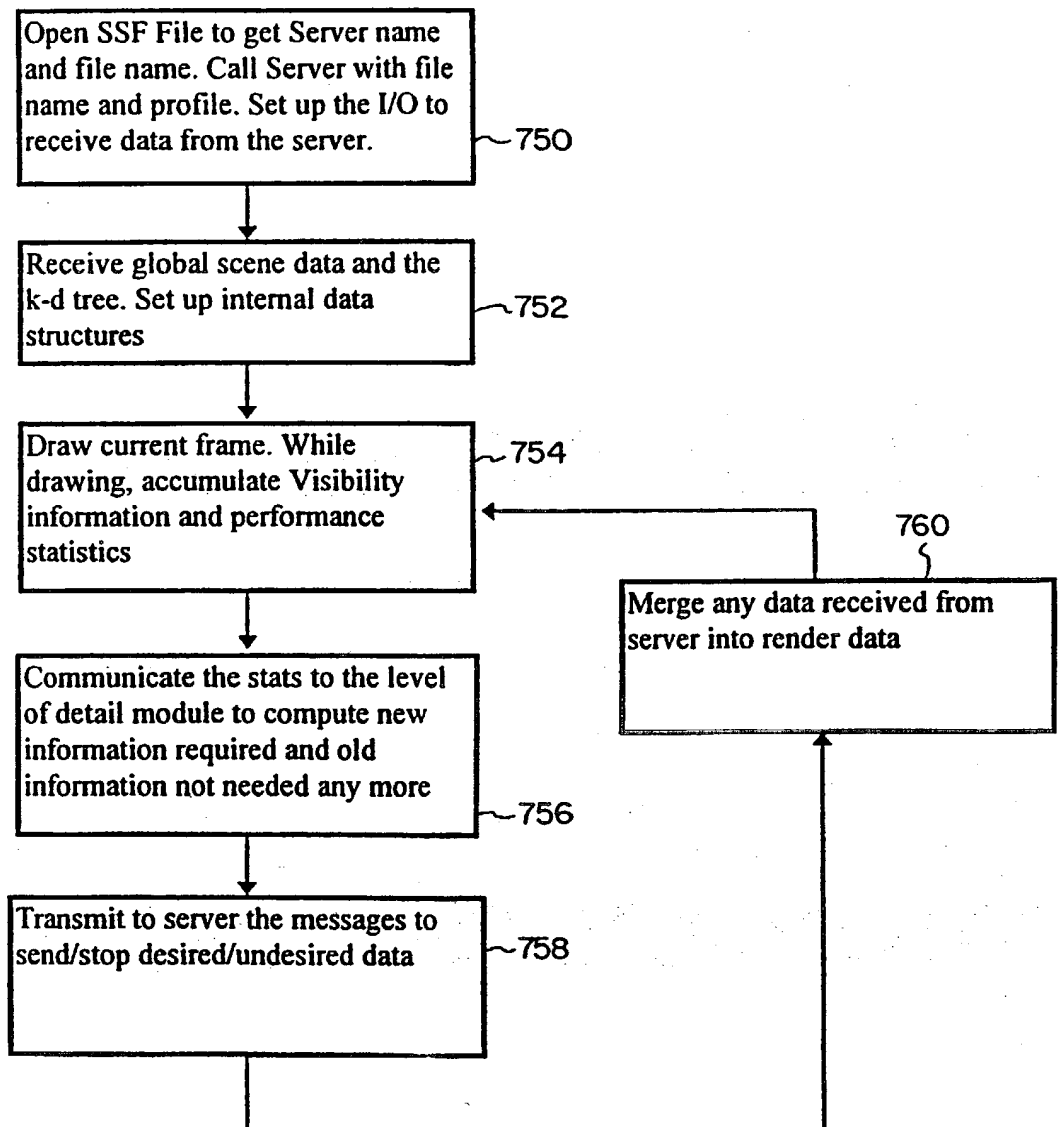 Open SSF File to get Server name
and file name. Call Server with file
name and profile. Set up the I/O to
receive data from the server.
750
Receive global scene data and the
k-d tree. Set up internal data
structures
752
Draw current frame. While
drawing, accumulate Visibility
information and performance
statistics
754
760
Merge any data received from
server into render data
Communicate the stats to the level
of detail module to compute new
information required and old
information not needed any more
756
Transmit to server the messages to
send/stop desired/undesired data
758